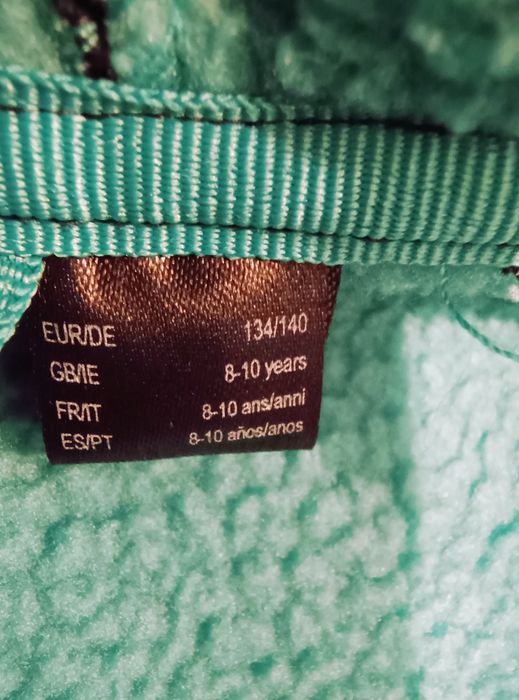 EUR/DE 134/140
GB/IE 8-10 years
FR/IT 8-10 ans/anni
ES/PT 8-10 años/anos